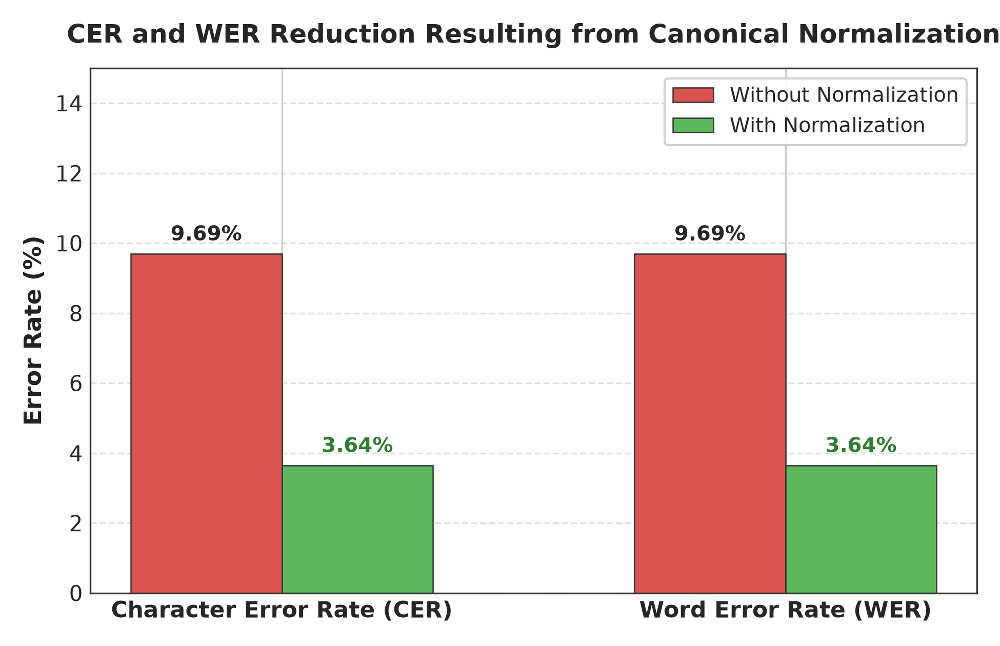 CER and WER Reduction Resulting from Canonical Normalization
Without Normalization
With Normalization
Error Rate (%)
14
12
10
8
6
4
2
0
9.69%
3.64%
9.69%
3.64%
Character Error Rate (CER)
Word Error Rate (WER)